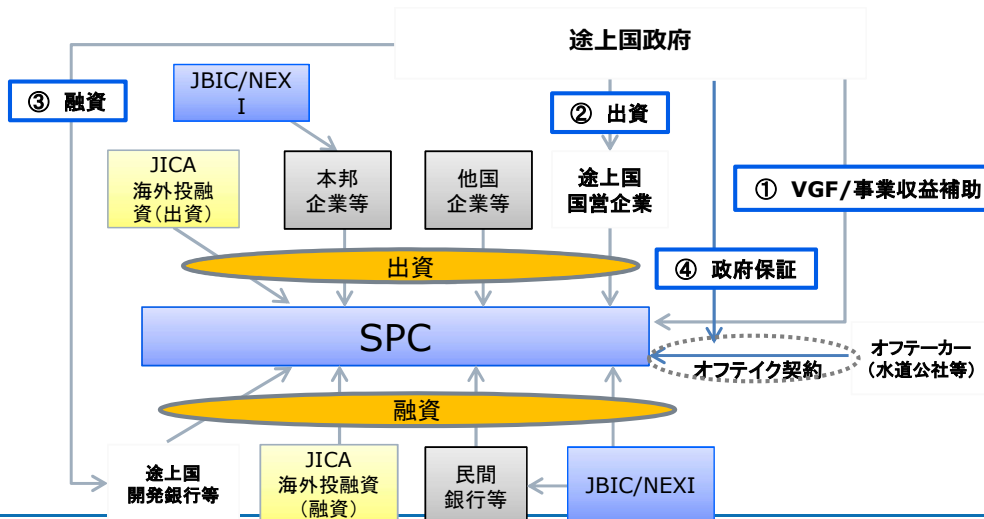 途上国政府
JBIC/NEX
I
③ 融資
② 出資
JICA
海外投融
資(出資)
本邦
企業等
他国
企業等
途上国
国営企業
① VGF/事業収益補助
出資
④ 政府保証
SPC
オフテイク契約
オフテーカー
(水道公社等)
融資
途上国
開発銀行等
JICA
海外投融資
(融資)
民間
銀行等
JBIC/NEXI